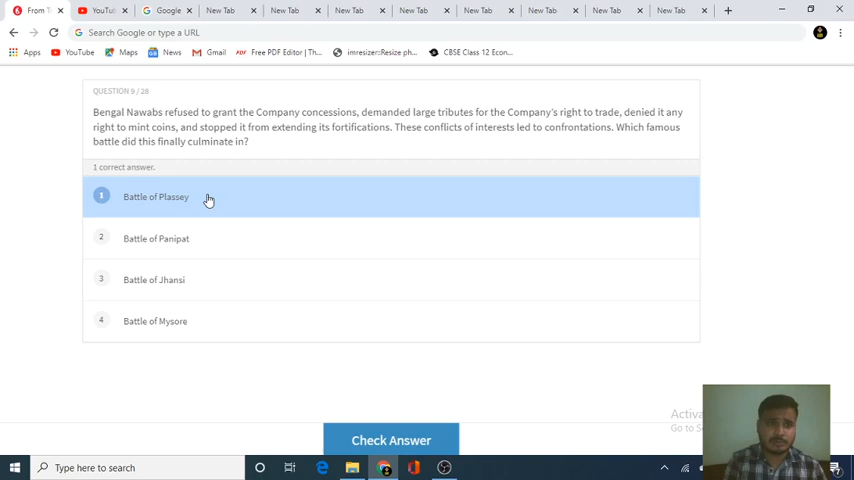 From T
YouTu
Google
New Tab
New Tab
New Tab
New Tab
New Tab
New Tab
New Tab
New Tab
Search Google or type a URL
Apps
YouTube
Maps
News
Gmail
PDF Free PDF Editor | Th...
imresizer::Resize ph...
CBSE Class 12 Econ...
QUESTION 9 / 28
Bengal Nawabs refused to grant the Company concessions, demanded large tributes for the Company's right to trade, denied it any
right to mint coins, and stopped it from extending its fortifications. These conflicts of interests led to confrontations. Which famous
battle did this finally culminate in?
1 correct answer.
1 Battle of Plassey
2 Battle of Panipat
3 Battle of Jhansi
4 Battle of Mysore
Activa
Go to S
Check Answer
Type here to search